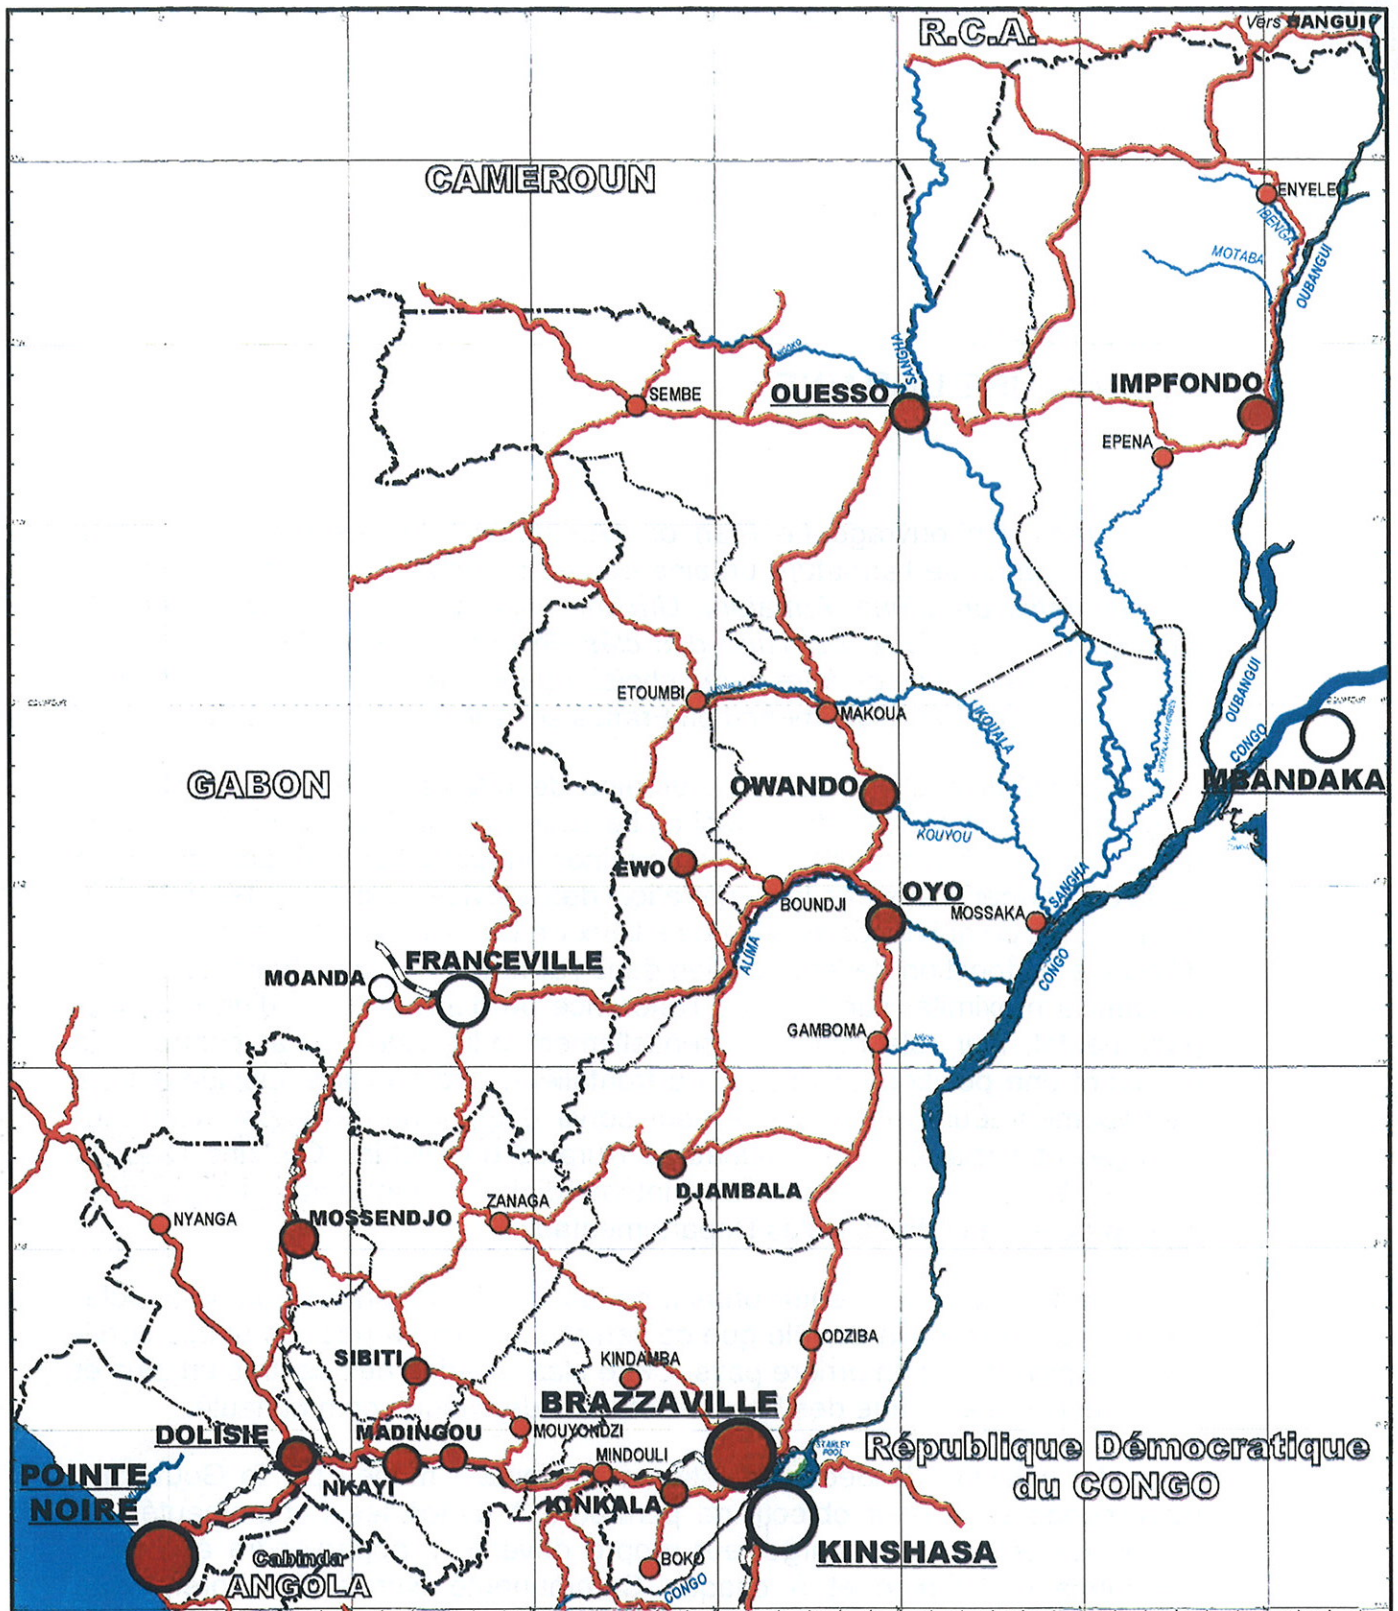 Vers BANGUI
R.C.A.
CAMEROUN
ENYELE
IBENGA
MOTABA
OUBANGUI
NGOKO
SANGHA
SEMBE
OUESSO
IMPFONDO
EPENA
ETOUMBI
MAKOUA
LIKOUALA
OUBANGUI
CONGO
EQUATEUR
EQUATEUR
MBANDAKA
GABON
OWANDO
KOUYOU
EWO
BOUNDJI
OYO
MOSSAKA
SANGHA
ALIMA
CONGO
FRANCEVILLE
MOANDA
GAMBOMA
DJAMBALA
ZANAGA
NYANGA
MOSSENDJO
ODZIBA
SIBITI
KINDAMBA
BRAZZAVILLE
DOLISIE
MADINGOU
MOUYONDZI
MINDOULI
STANLEY
POOL
République Démocratique
du CONGO
POINTE
NOIRE
NKAYI
KINKALA
KINSHASA
Cabinda
ANGOLA
BOKO
CONGO